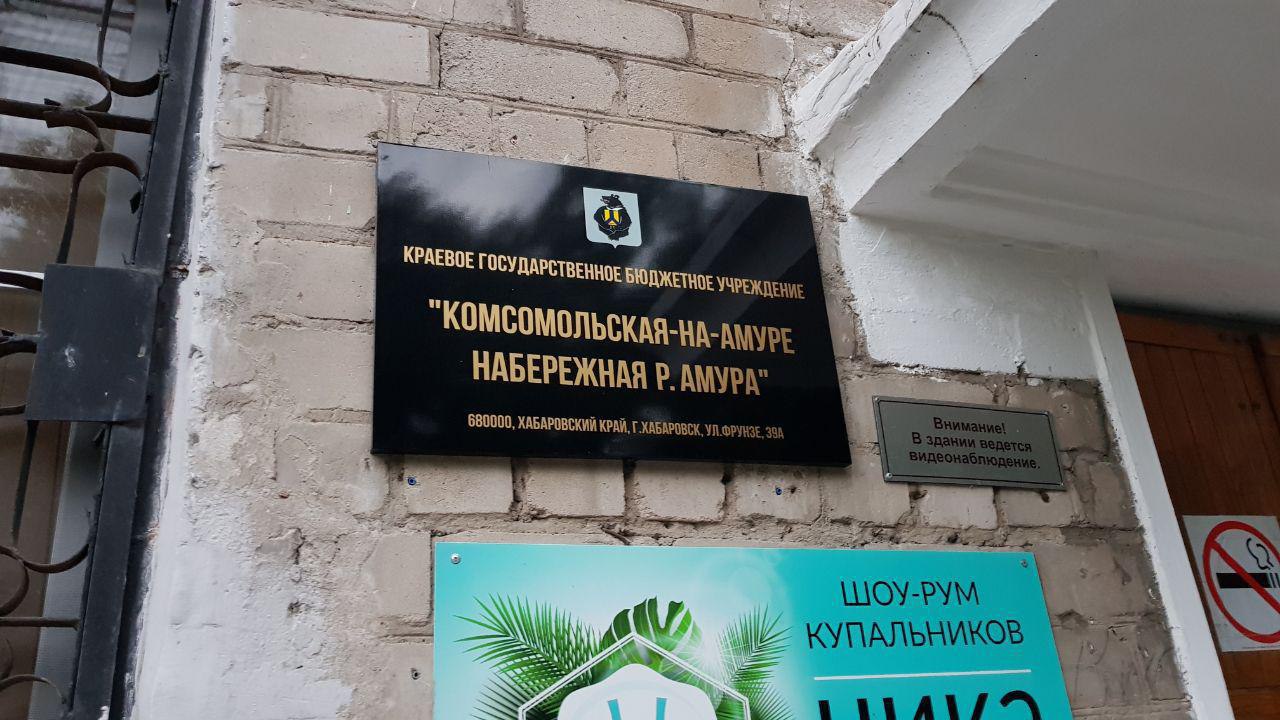 КРАЕВОЕ ГОСУДАРСТВЕННОЕ БЮДЖЕТНОЕ УЧРЕЖДЕНИЕ
"КОМСОМОЛЬСКАЯ-НА-АМУРЕ
НАБЕРЕЖНАЯ Р. АМУРА"
680000, ХАБАРОВСКИЙ КРАЙ, Г.ХАБАРОВСК, УЛ.ФРУНЗЕ, 39А
Внимание!
В здании ведется
видеонаблюдение.
ШОУ-РУМ
КУПАЛЬНИКОВ